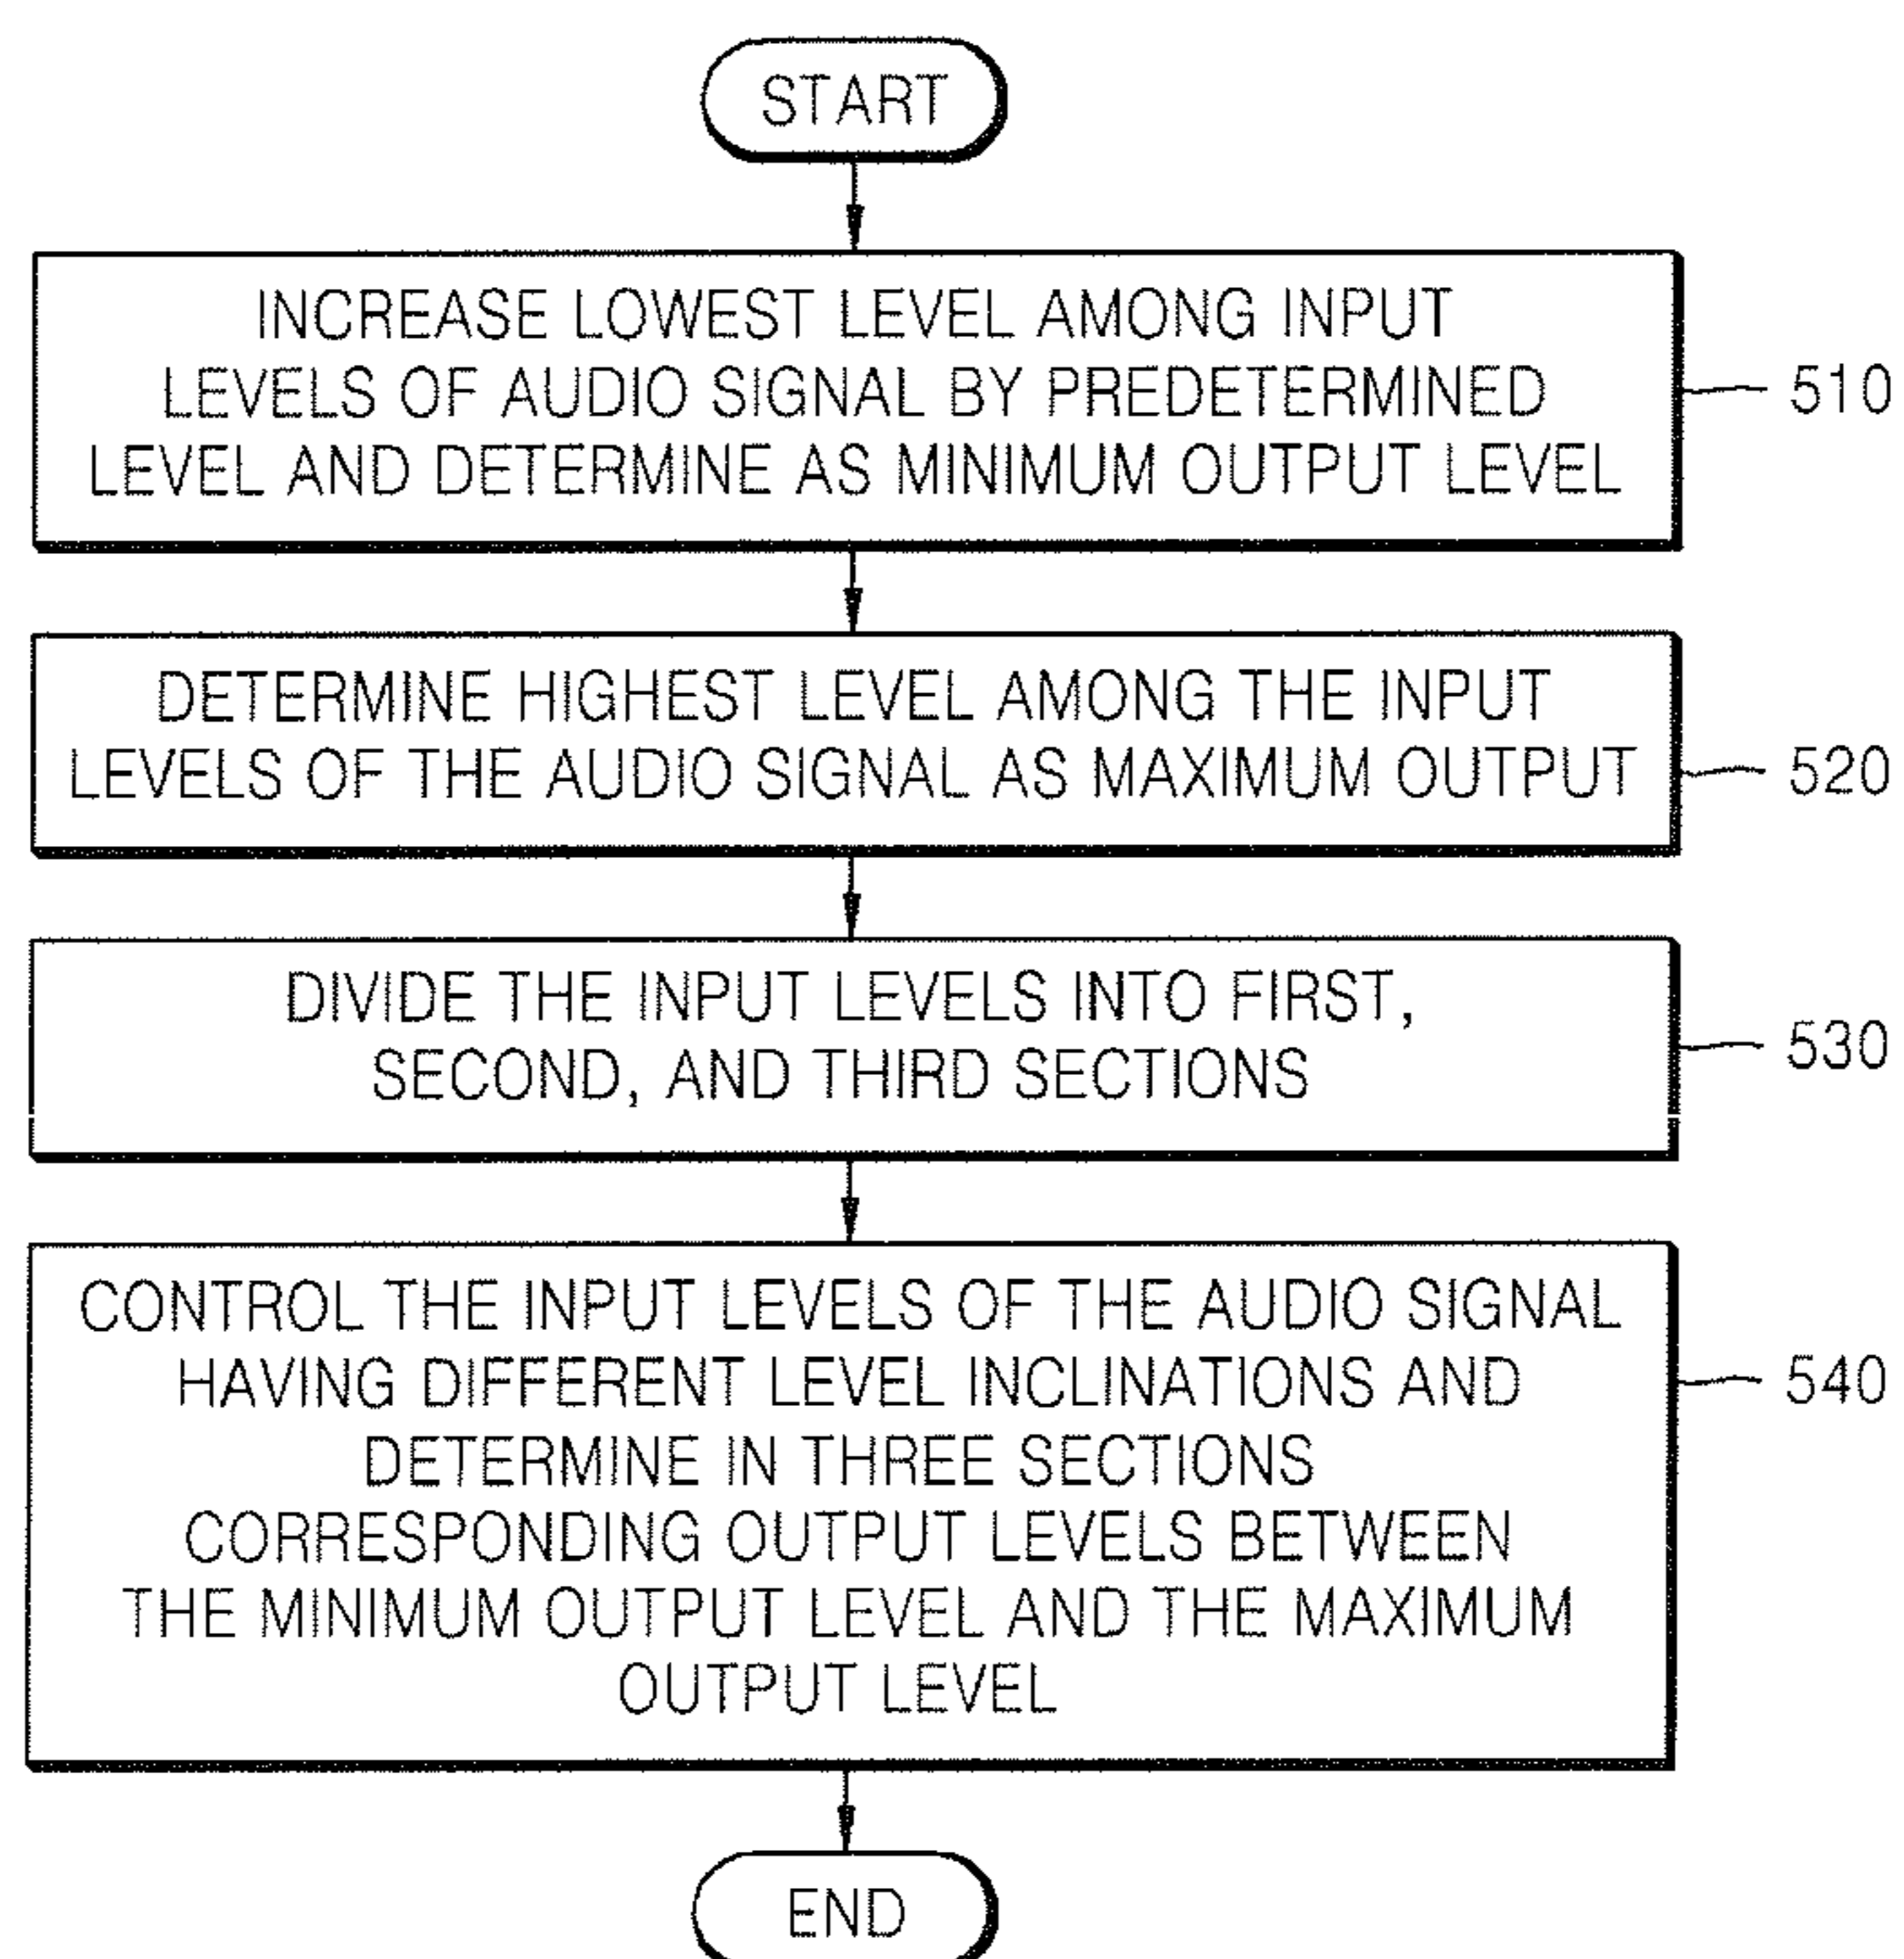 START
INCREASE LOWEST LEVEL AMONG INPUT
LEVELS OF AUDIO SIGNAL BY PREDETERMINED
LEVEL AND DETERMINE AS MINIMUM OUTPUT LEVEL
510
DETERMINE HIGHEST LEVEL AMONG THE INPUT
LEVELS OF THE AUDIO SIGNAL AS MAXIMUM OUTPUT
520
DIVIDE THE INPUT LEVELS INTO FIRST,
SECOND, AND THIRD SECTIONS
530
CONTROL THE INPUT LEVELS OF THE AUDIO SIGNAL
HAVING DIFFERENT LEVEL INCLINATIONS AND
DETERMINE IN THREE SECTIONS
CORRESPONDING OUTPUT LEVELS BETWEEN
THE MINIMUM OUTPUT LEVEL AND THE MAXIMUM
OUTPUT LEVEL
540
END